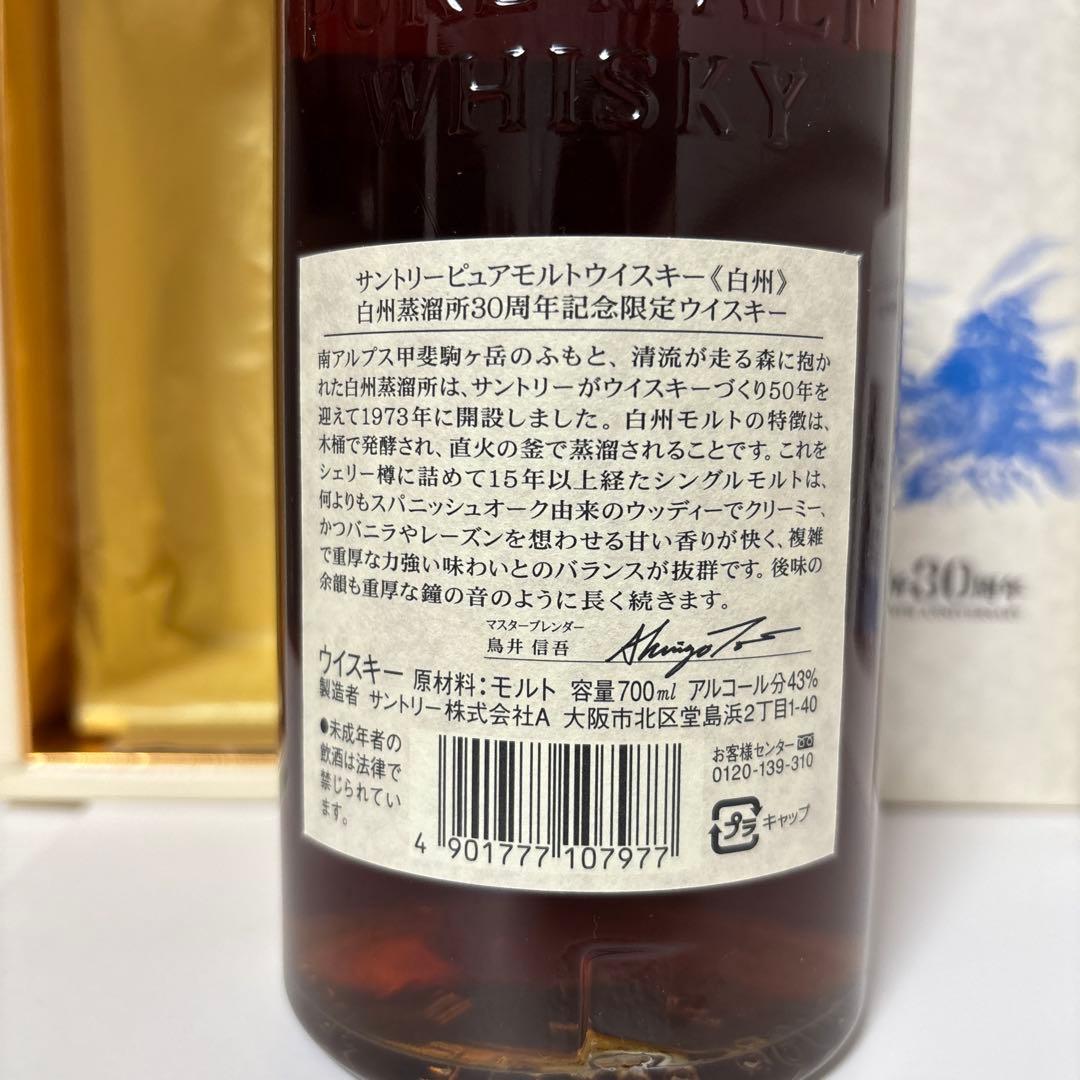 PURE MALT
WHISKY
サントリーピュアモルトウイスキー《白州》
白州蒸溜所30周年記念限定ウイスキー
南アルプス甲斐駒ヶ岳のふもと、清流が走る森に抱か
れた白州蒸溜所は、サントリーがウイスキーづくり50年を
迎えて1973年に開設しました。白州モルトの特徴は、
木桶で発酵され、直火の釜で蒸溜されることです。これを
シェリー樽に詰めて15年以上経たシングルモルトは、
何よりもスパニッシュオーク由来のウッディーでクリーミー、
かつバニラやレーズンを想わせる甘い香りが快く、複雑
で重厚な力強い味わいとのバランスが抜群です。後味の
余韻も重厚な鐘の音のように長く続きます。
マスターブレンダー
鳥井 信吾
ウイスキー 原材料：モルト 容量700ml アルコール分43%
製造者 サントリー株式会社A 大阪市北区堂島浜2丁目1-40
●未成年者の
飲酒は法律で
禁じられてい
ます。
お客様センター
0120-139-310
プラ キャップ
4 901777 107977
30周年